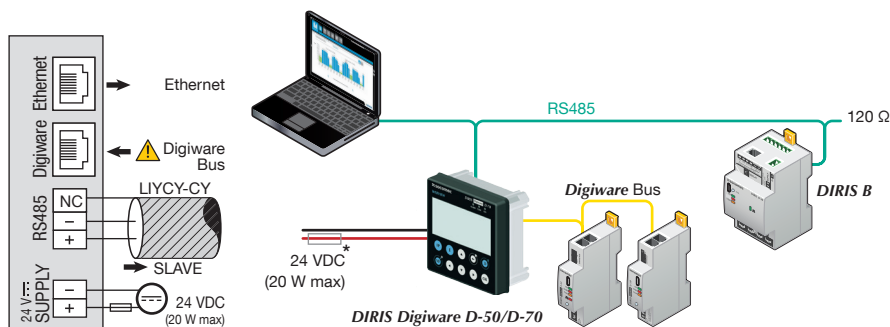 Ethernet
Ethernet
Digiware
Digiware
Bus
RS485
NC
–
+
LIYCY-CY
SLAVE
24 V
SUPPLY
–
+
24 VDC
(20 W max)
RS485
120 Ω
DIRIS B
Digiware Bus
*
24 VDC
(20 W max)
DIRIS Digiware D-50/D-70